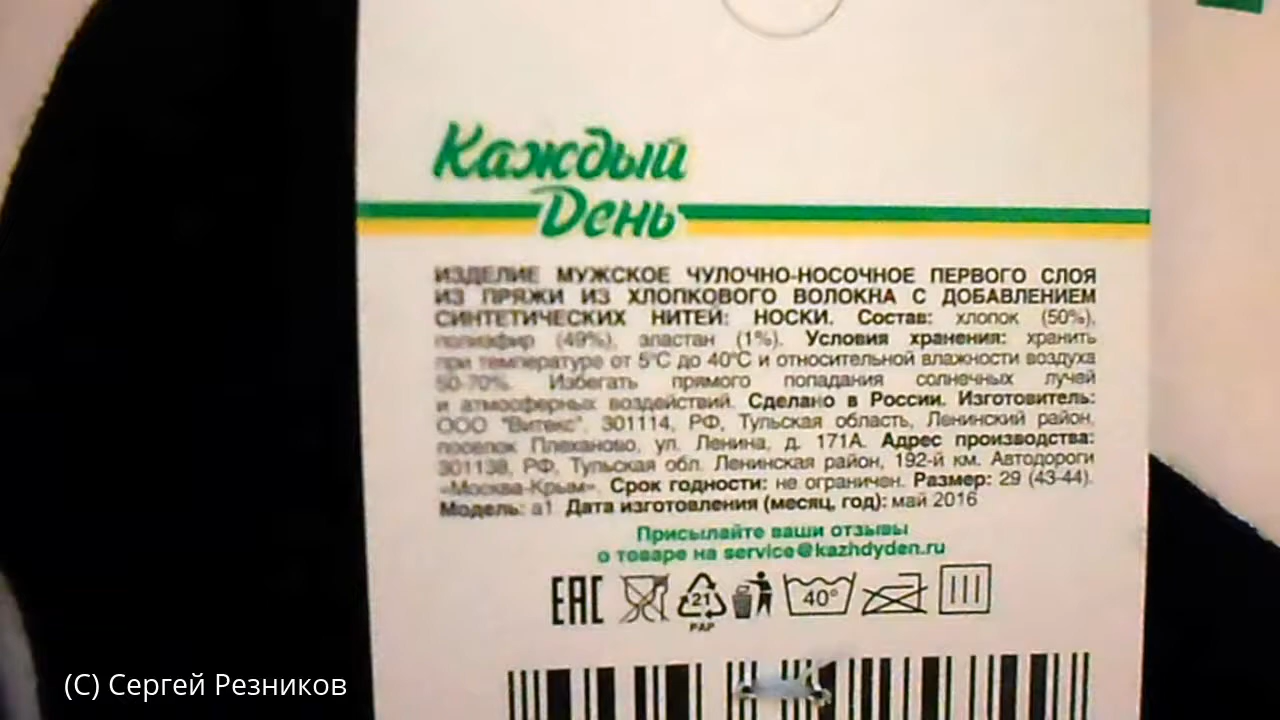 Каждый
День
ИЗДЕЛИЕ МУЖСКОЕ ЧУЛОЧНО-НОСОЧНОЕ ПЕРВОГО СЛОЯ
ИЗ ПРЯЖИ ИЗ ХЛОПКОВОГО ВОЛОКНА С ДОБАВЛЕНИЕМ
СИНТЕТИЧЕСКИХ НИТЕЙ: НОСКИ. Состав: хлопок (50%),
полиэфир (49%), эластан (1%). Условия хранения: хранить
при температуре от 5°С до 40°С и относительной влажности воздуха
50-70%. Избегать прямого попадания солнечных лучей
и атмосферных воздействий. Сделано в России. Изготовитель:
ООО "Витекс", 301114, РФ, Тульская область, Ленинский район,
поселок Плеханово, ул. Ленина, д. 171А. Адрес производства:
301138, РФ, Тульская обл. Ленинская район, 192-й км. Автодороги
«Москва-Крым». Срок годности: не ограничен. Размер: 29 (43-44).
Модель: а1 Дата изготовления (месяц, год): май 2016
Присылайте ваши отзывы
о товаре на service@kazhdyden.ru
EAC 21 40°
PAP
(C) Сергей Резников